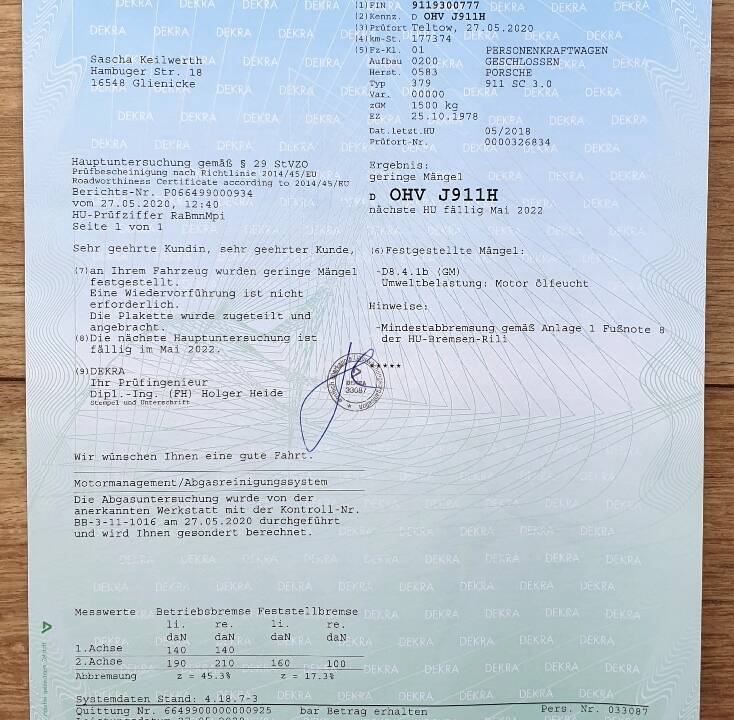 (1) FIN 9119300777
(2) Kennz. D OHV J911H
(3) Prüfort Teltow, 27.05.2020
(4) km-St. 177374
(5) Fz-Kl. 01 PERSONENKRAFTWAGEN
Aufbau 0200 GESCHLOSSEN
Herst. 0583 PORSCHE
Typ 379 911 SC 3.0
Var. 00000
zGM 1500 kg
EZ 25.10.1978
Dat.letzt.HU 05/2018
Prüfort-Nr. 0000326834
Sascha Keilwerth
Hambuger Str. 18
16548 Glienicke
Hauptuntersuchung gemäß § 29 StVZO
Prüfbescheinigung nach Richtlinie 2014/45/EU
Roadworthiness Certificate according to 2014/45/EU
Berichts-Nr. P066499000934
vom 27.05.2020, 12:40
HU-Prüfziffer RaBmnMpi
Seite 1 von 1
Ergebnis:
geringe Mängel
D OHV J911H
nächste HU fällig Mai 2022
Sehr geehrte Kundin, sehr geehrter Kunde,
(7) an Ihrem Fahrzeug wurden geringe Mängel
festgestellt.
Eine Wiedervorführung ist nicht
erforderlich.
Die Plakette wurde zugeteilt und
angebracht.
(8) Die nächste Hauptuntersuchung ist
fällig im Mai 2022.
(9) DEKRA
Ihr Prüfingenieur
Dipl.-Ing. (FH) Holger Heide
Stempel und Unterschrift
(6) Festgestellte Mängel:
-D8.4.1b (GM)
Umweltbelastung: Motor ölfeucht
Hinweise:
-Mindestabbremsung gemäß Anlage 1 Fußnote 8
der HU-Bremsen-Rili
*****
DEKRA
33087
Wir wünschen Ihnen eine gute Fahrt.
Motormanagement/Abgasreinigungssystem
Die Abgasuntersuchung wurde von der
anerkannten Werkstatt mit der Kontroll-Nr.
BB-3-11-1016 am 27.05.2020 durchgeführt
und wird Ihnen gesondert berechnet.
Messwerte Betriebsbremse Feststellbremse
li. re. li. re.
daN daN daN daN
1.Achse 140 140
2.Achse 190 210 160 100
Abbremsung z = 45.3% z = 17.3%
Systemdaten Stand: 4.18.7-3
Quittung Nr. 6649900000000925 bar Betrag erhalten Pers. Nr. 033087